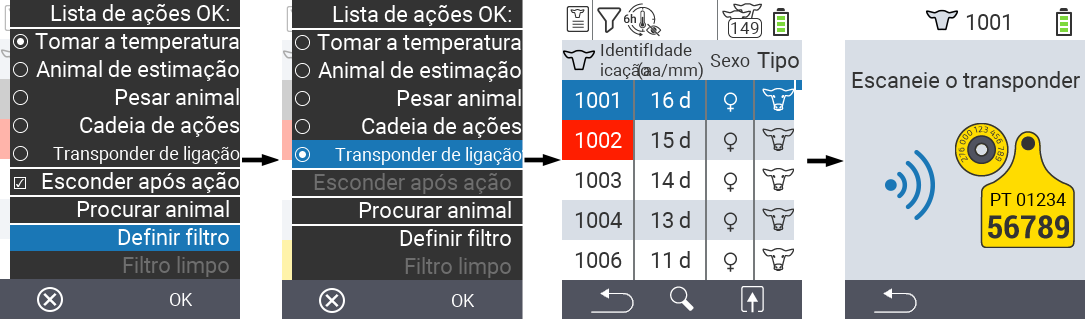 Lista de ações OK:
Tomar a temperatura
Animal de estimação
Pesar animal
Cadeia de ações
Transponder de ligação
Esconder após ação
Procurar animal
Definir filtro
Filtro limpo
OK
Lista de ações OK:
Tomar a temperatura
Animal de estimação
Pesar animal
Cadeia de ações
Transponder de ligação
Esconder após ação
Procurar animal
Definir filtro
Filtro limpo
OK
6h
149
Identificação Idade (aa/mm) Sexo Tipo
1001 16 d
1002 15 d
1003 14 d
1004 13 d
1006 11 d
1001
Escaneie o transponder
276 000 123 456 789
PT 01234
56789